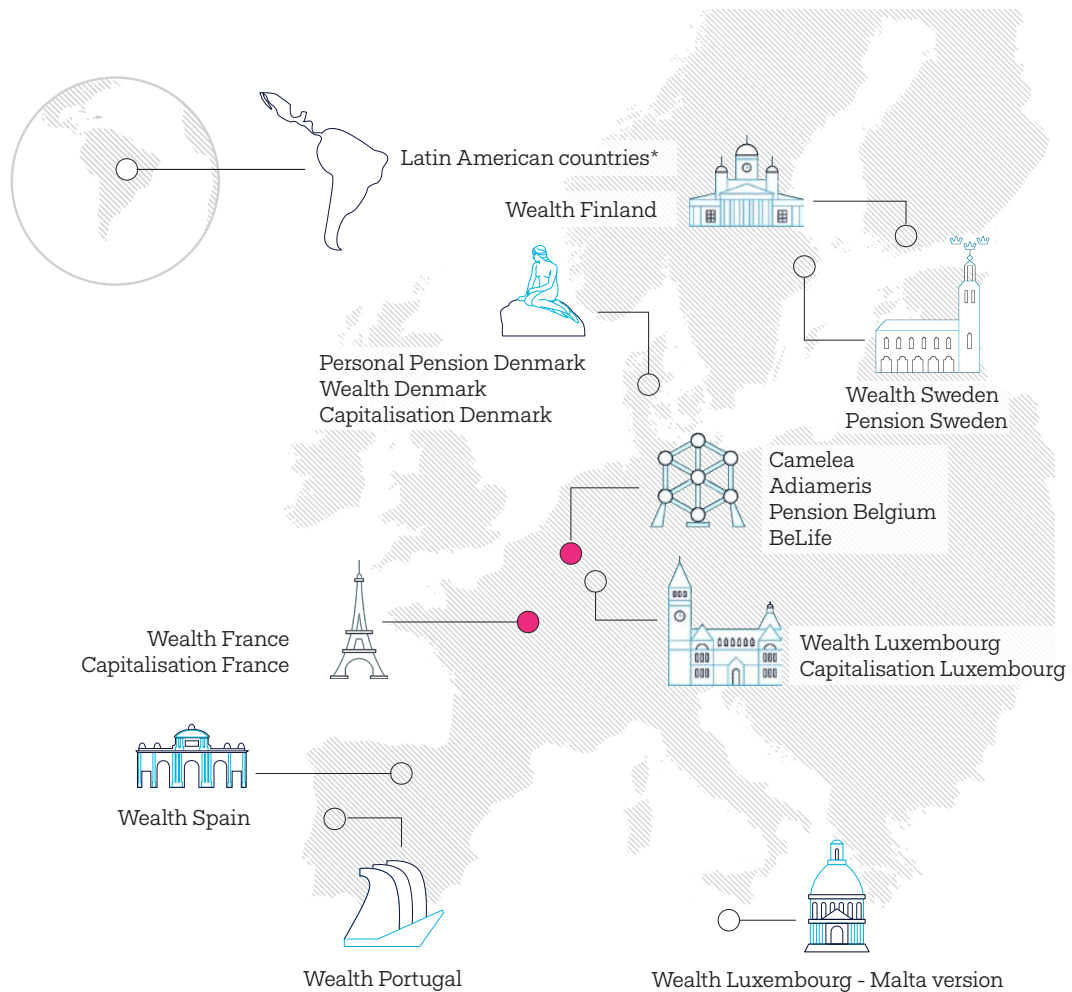 Latin American countries*
Wealth Finland
Personal Pension Denmark
Wealth Denmark
Capitalisation Denmark
Wealth Sweden
Pension Sweden
Camelea
Adiameris
Pension Belgium
BeLife
Wealth France
Capitalisation France
Wealth Luxembourg
Capitalisation Luxembourg
Wealth Spain
Wealth Portugal
Wealth Luxembourg - Malta version